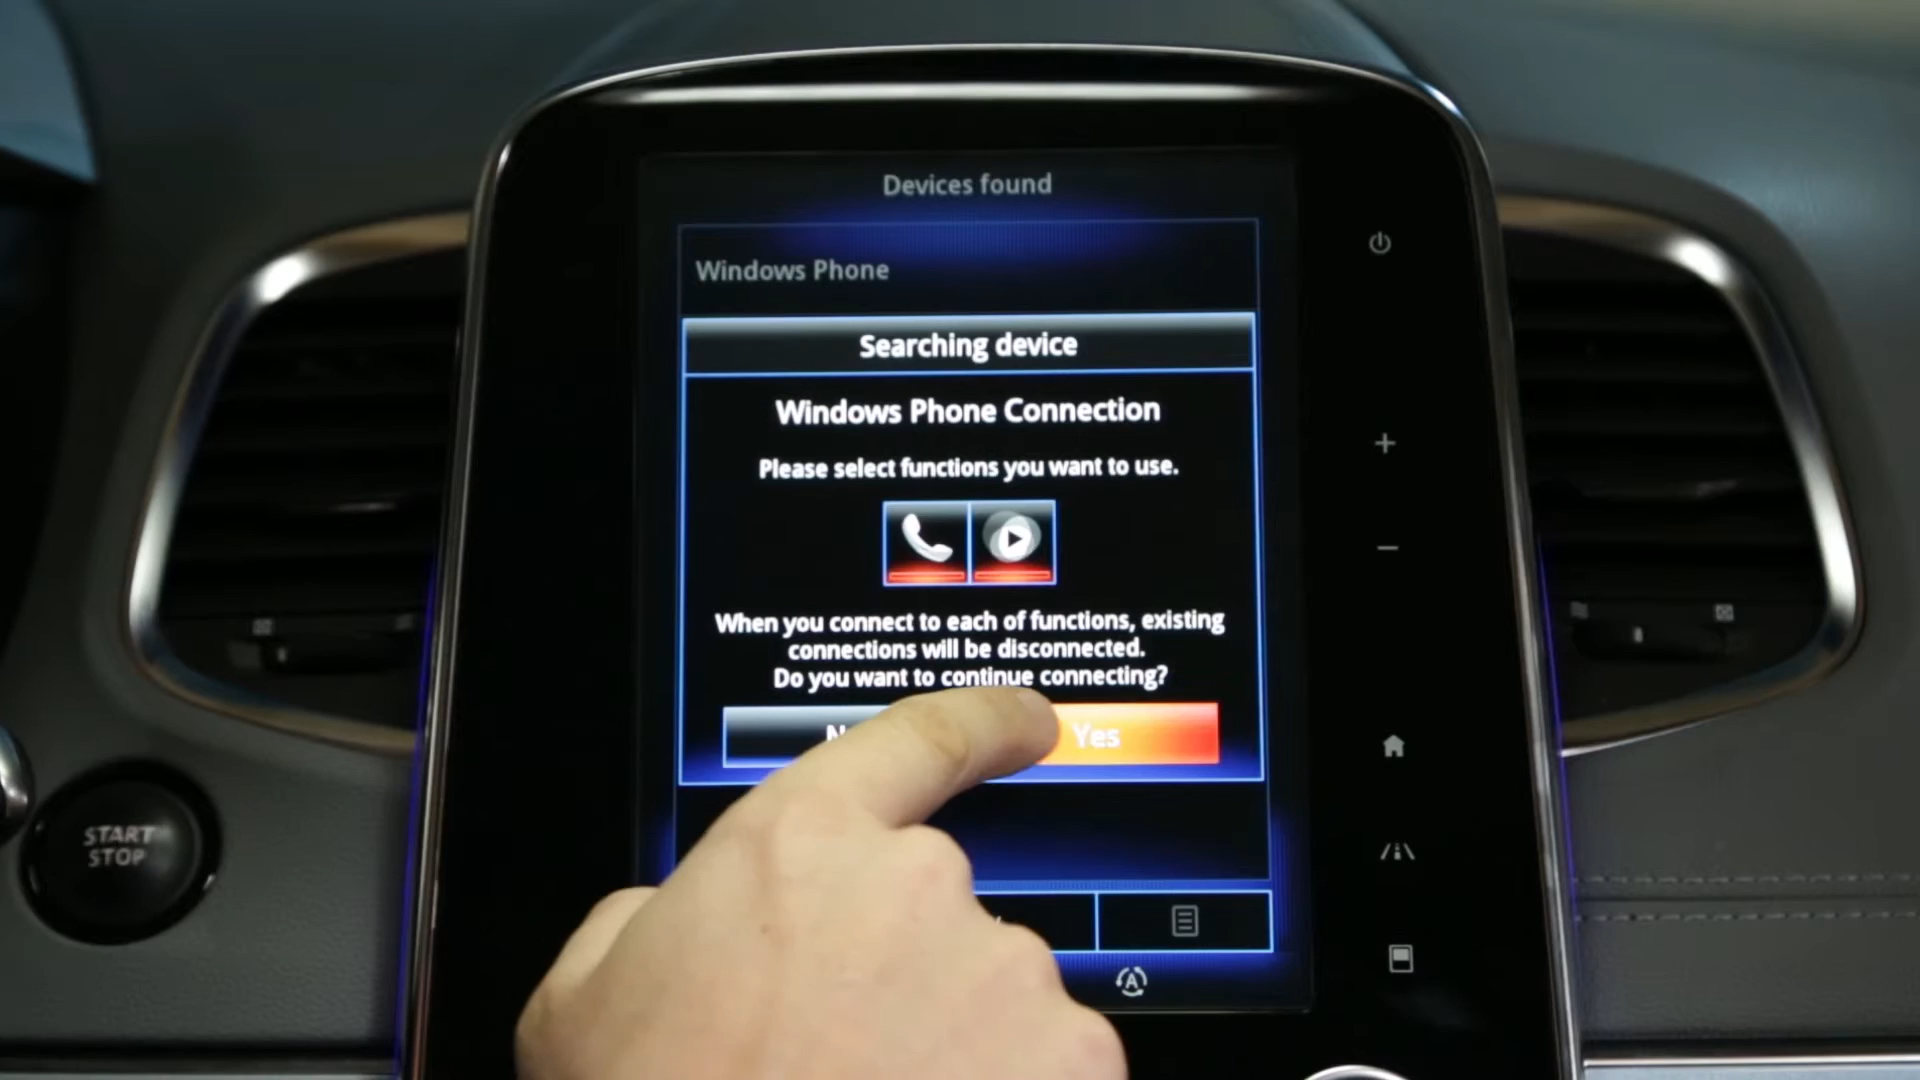 Devices found
Windows Phone
Searching device
Windows Phone Connection
Please select functions you want to use.
When you connect to each of functions, existing
connections will be disconnected.
Do you want to continue connecting?
Yes
START
STOP
A